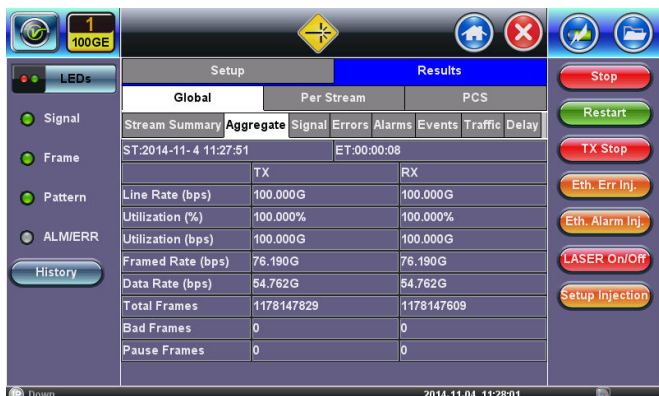 1
100GE
LEDs
Signal
Frame
Pattern
ALM/ERR
History
Setup Results
Global Per Stream PCS
Stream Summary Aggregate Signal Errors Alarms Events Traffic Delay
ST:2014-11- 4 11:27:51 ET:00:00:08
TX RX
Line Rate (bps) 100.000G 100.000G
Utilization (%) 100.000% 100.000%
Utilization (bps) 100.000G 100.000G
Framed Rate (bps) 76.190G 76.190G
Data Rate (bps) 54.762G 54.762G
Total Frames 1178147829 1178147609
Bad Frames 0 0
Pause Frames 0 0
Stop
Restart
TX Stop
Eth. Err Inj.
Eth. Alarm Inj.
LASER On/Off
Setup Injection
IP Down 2014-11-04 11:28:01